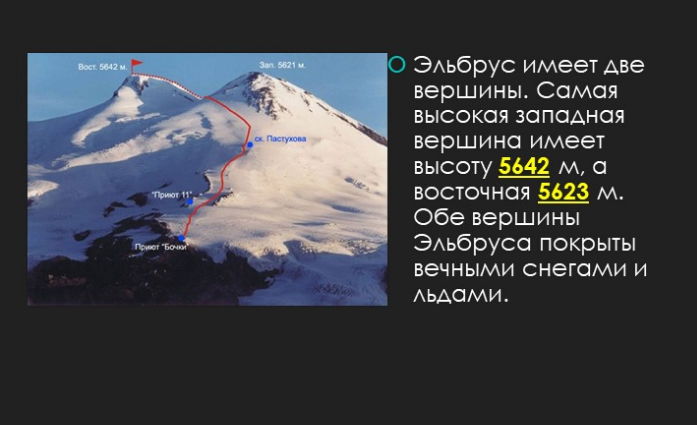 Вост. 5642 м.
Зап. 5621 м.
ск. Пастухова
"Приют 11"
Приют "Бочки"
Эльбрус имеет две
вершины. Самая
высокая западная
вершина имеет
высоту 5642 м, а
восточная 5623 м.
Обе вершины
Эльбруса покрыты
вечными снегами и
льдами.